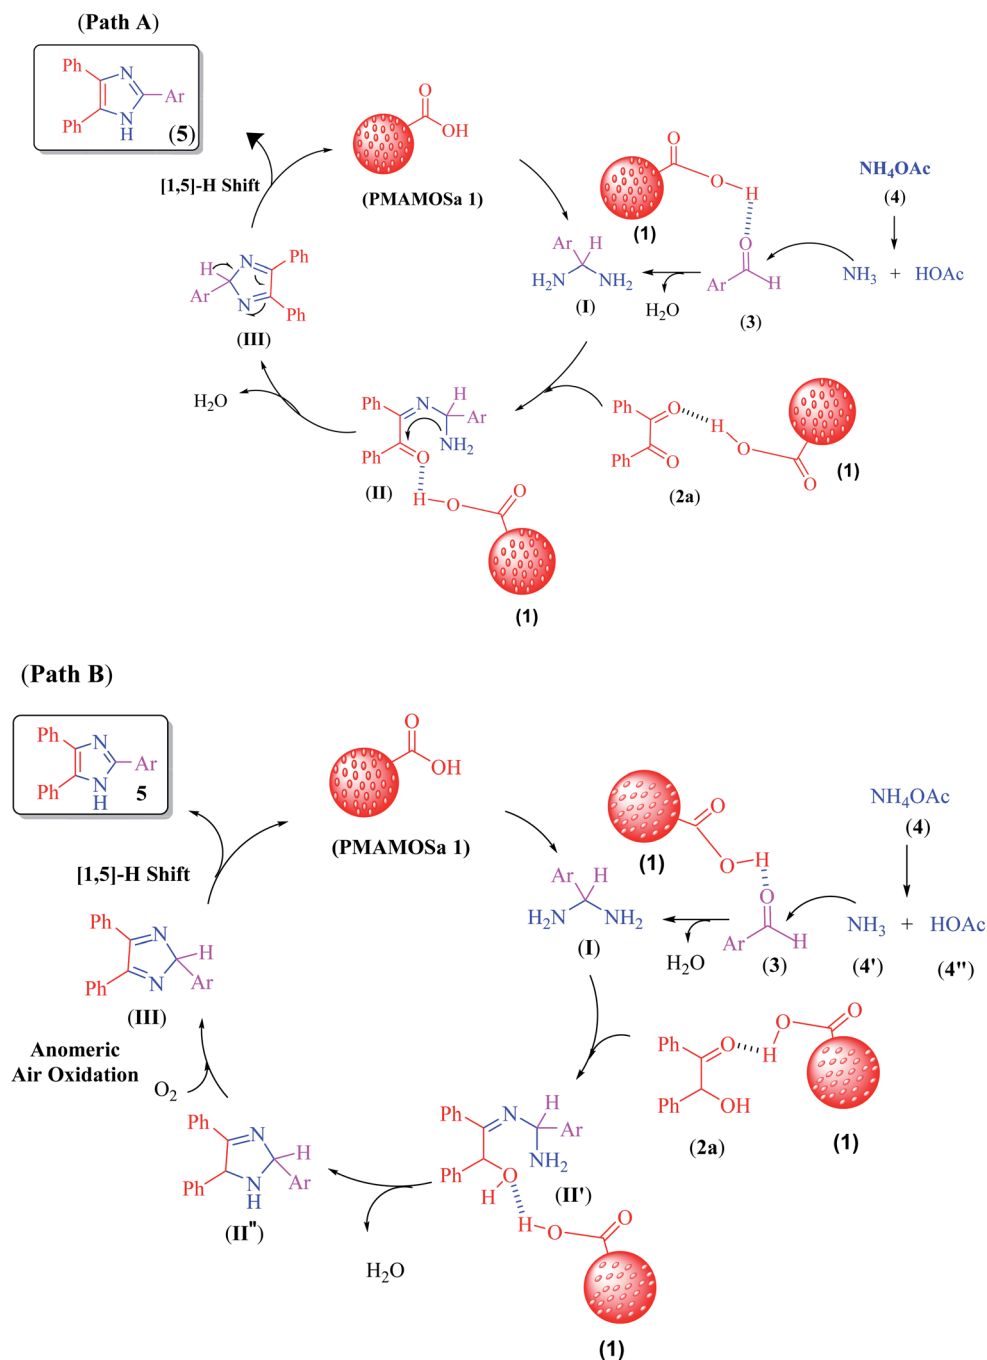 (Path A)
Ph
N
Ar
Ph
N
H
(5)
O
OH
(PMAMOSa 1)
[1,5]-H Shift
O
O
H
(1)
NH₄OAc
(4)
Ar
H
H₂N
NH₂
(I)
O
Ar
H
(3)
H₂O
NH₃ + HOAc
H
N
Ph
Ar
N
Ph
(III)
H₂O
Ph
N
H
Ar
Ph
O
NH₂
(II)
H
O
O
(1)
Ph
O
H
O
Ph
O
O
(2a)
(1)
(Path B)
Ph
N
Ar
Ph
N
H
5
O
OH
(PMAMOSa 1)
[1,5]-H Shift
O
O
H
(1)
NH₄OAc
(4)
Ar
H
H₂N
NH₂
(I)
O
Ar
H
(3)
H₂O
NH₃ + HOAc
(4')
(4'')
Ph
N
H
Ph
N
Ar
(III)
Anomeric
Air Oxidation
O₂
Ph
N
H
Ph
N
H
Ar
(II")
H₂O
Ph
N
H
Ar
Ph
O
H
NH₂
(II')
H
O
O
(1)
Ph
O
H
O
O
Ph
OH
(2a)
(1)